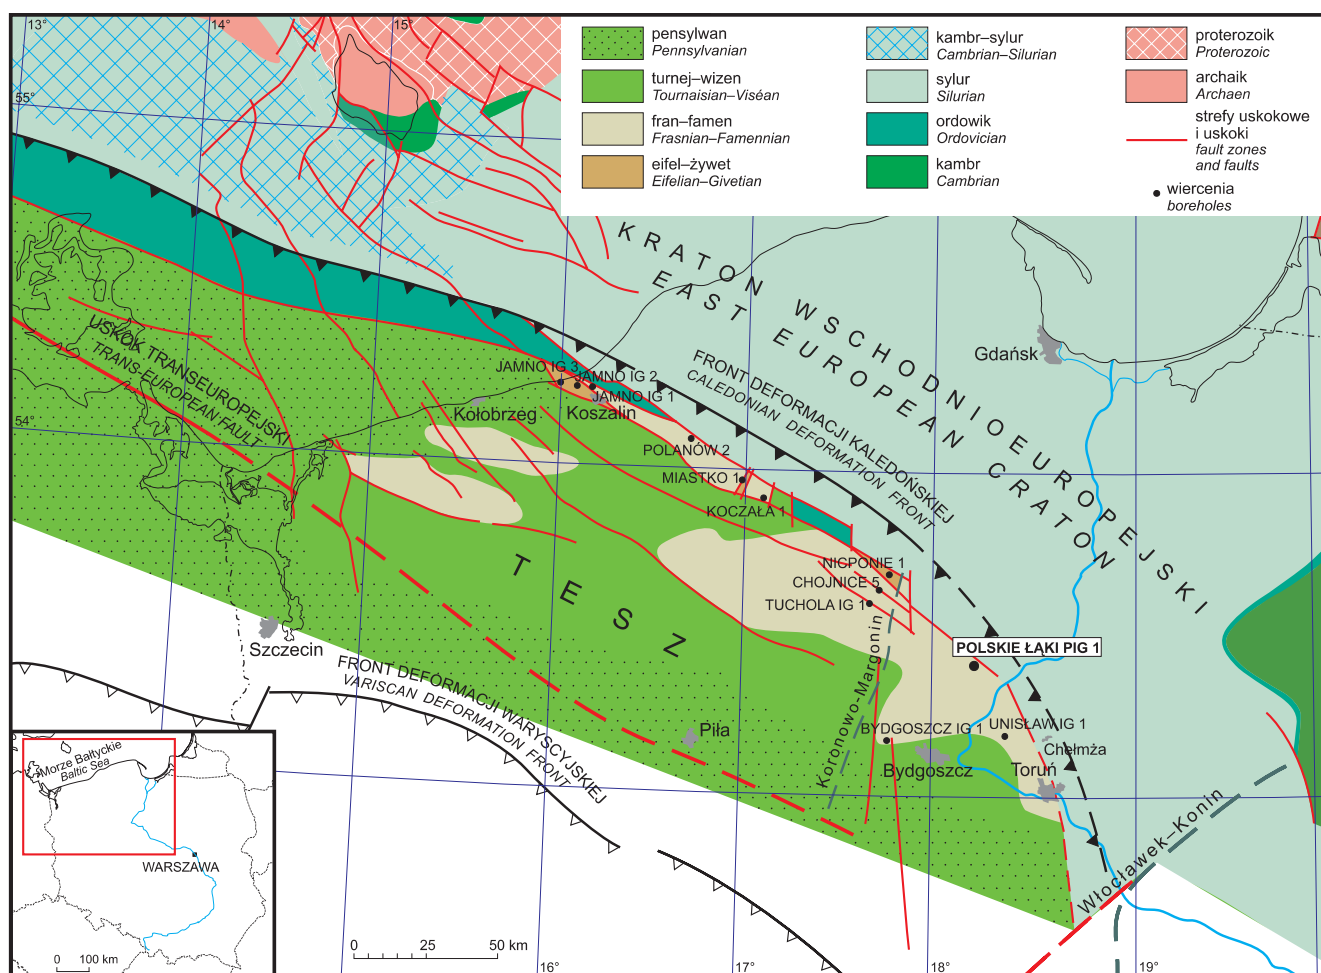 13°
14°
15°
55°
54°
pensylwan
Pennsylvanian
turnej–wizen
Tournaisian–Viséan
fran–famen
Frasnian–Famennian
eifel–żywet
Eifelian–Givetian
kambr–sylur
Cambrian–Silurian
sylur
Silurian
ordowik
Ordovician
kambr
Cambrian
proterozoik
Proterozoic
archaik
Archaen
strefy uskokowe
i uskoki
fault zones
and faults
wiercenia
boreholes
KRATON WSCHODNIOEUROPEJSKI
EAST EUROPEAN CRATON
FRONT DEFORMACJI KALEDOŃSKIEJ
CALEDONIAN DEFORMATION FRONT
USKOK TRANSEUROPEJSKI
TRANS-EUROPEAN FAULT
Gdańsk
JAMNO IG 3
JAMNO IG 2
JAMNO IG 1
Kołobrzeg
Koszalin
POLANÓW 2
MIASTKO 1
KOCZAŁA 1
NICPONIE 1
CHOJNICE 5
TUCHOLA IG 1
TESZ
POLSKIE ŁĄKI PIG 1
Szczecin
FRONT DEFORMACJI WARYSCYJSKIEJ
VARISCAN DEFORMATION FRONT
Koronowo-Margonin
Piła
BYDGOSZCZ IG 1
UNISŁAW IG 1
Chełmża
Bydgoszcz
Toruń
Włocławek–Konin
Morze Bałtyckie
Baltic Sea
WARSZAWA
0 100 km
0 25 50 km
16°
17°
18°
19°